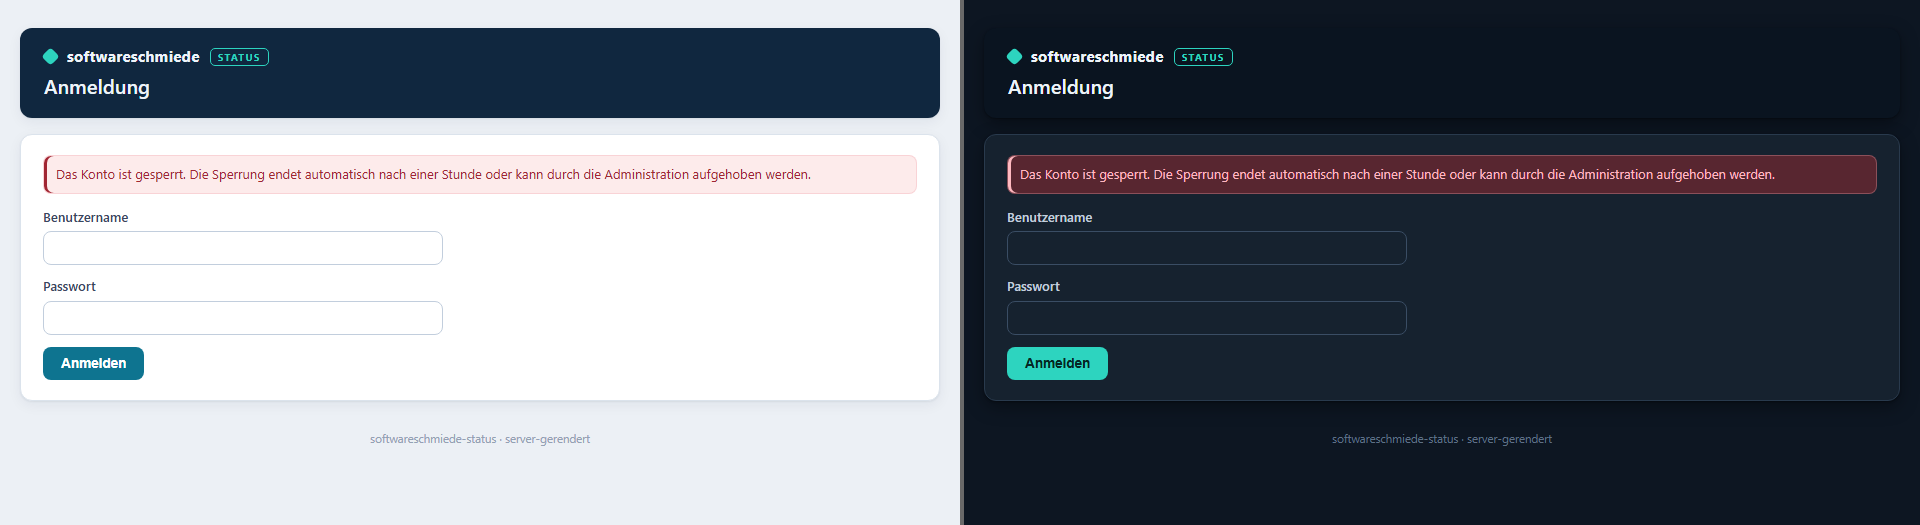 softwareschmiede STATUS
Anmeldung
Das Konto ist gesperrt. Die Sperrung endet automatisch nach einer Stunde oder kann durch die Administration aufgehoben werden.
Benutzername
Passwort
Anmelden
softwareschmiede-status · server-gerendert
softwareschmiede STATUS
Anmeldung
Das Konto ist gesperrt. Die Sperrung endet automatisch nach einer Stunde oder kann durch die Administration aufgehoben werden.
Benutzername
Passwort
Anmelden
softwareschmiede-status · server-gerendert